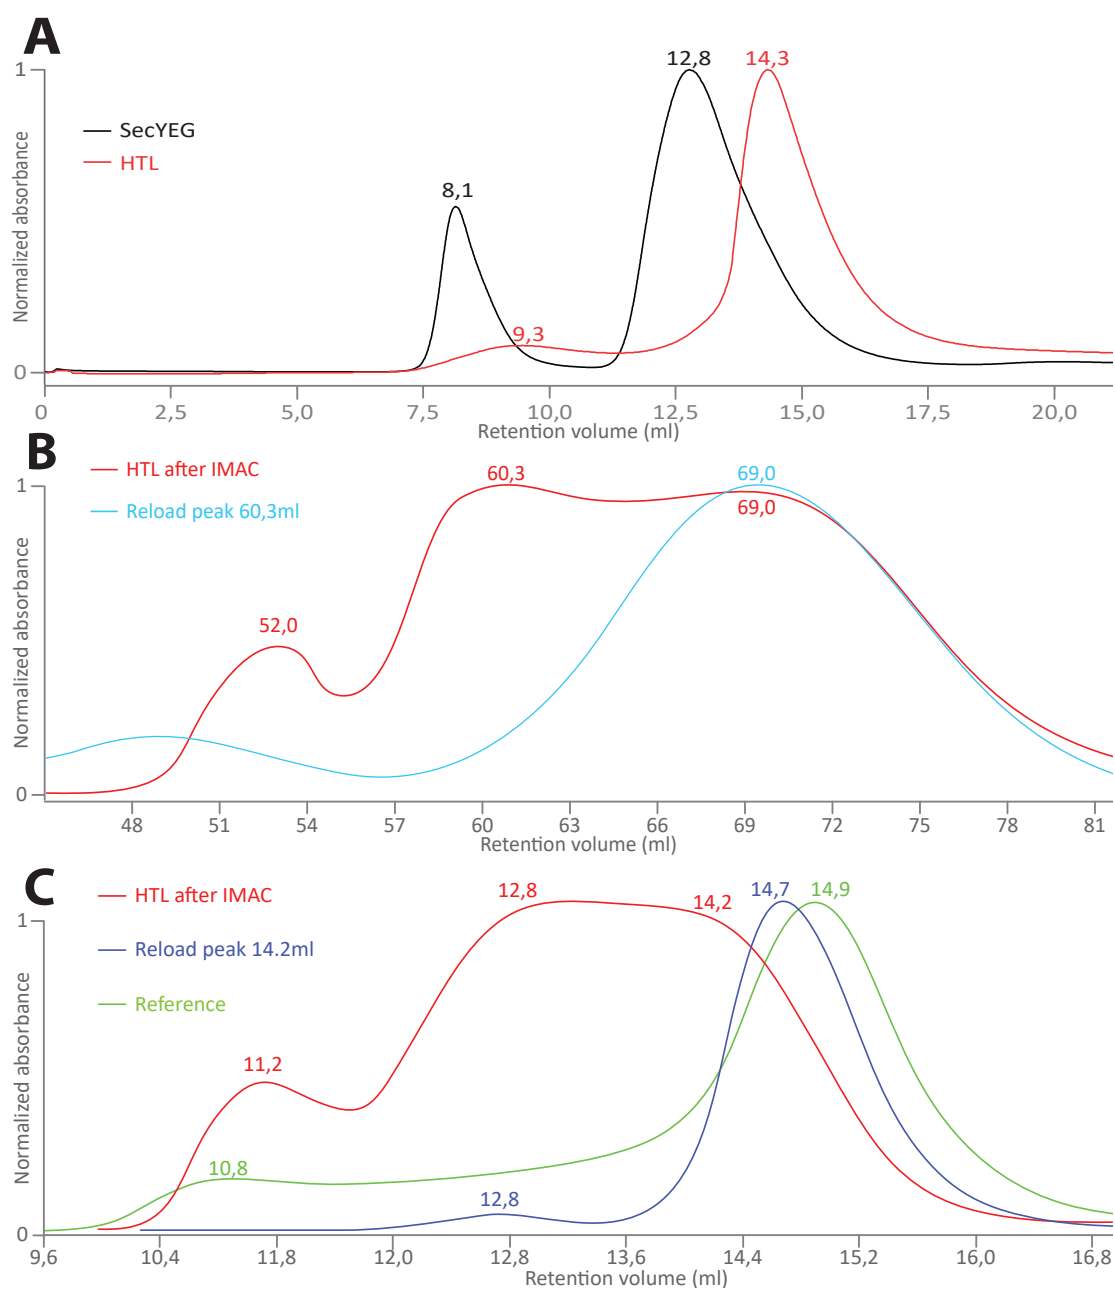 A
12,8 14,3
1
SecYEG
HTL
8,1
9,3
Normalized absorbance
0
0 2,5 5,0 7,5 10,0 12,5 15,0 17,5 20,0
Retention volume (ml)
B
HTL after IMAC
60,3 69,0
1
Reload peak 60,3ml
69,0
52,0
Normalized absorbance
0
48 51 54 57 60 63 66 69 72 75 78 81
Retention volume (ml)
C
HTL after IMAC
12,8 14,2 14,7 14,9
1
Reload peak 14.2ml
Reference
11,2
10,8
12,8
Normalized absorbance
0
9,6 10,4 11,8 12,0 12,8 13,6 14,4 15,2 16,0 16,8
Retention volume (ml)